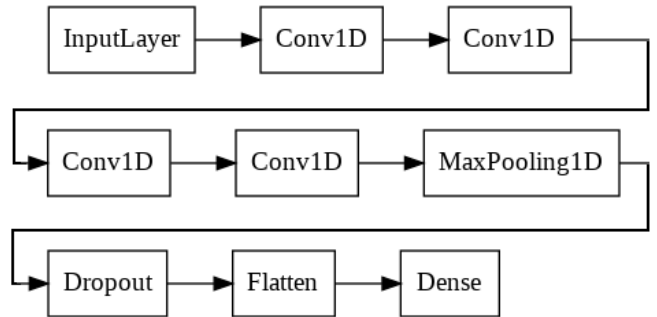 InputLayer Conv1D Conv1D
Conv1D Conv1D MaxPooling1D
Dropout Flatten Dense